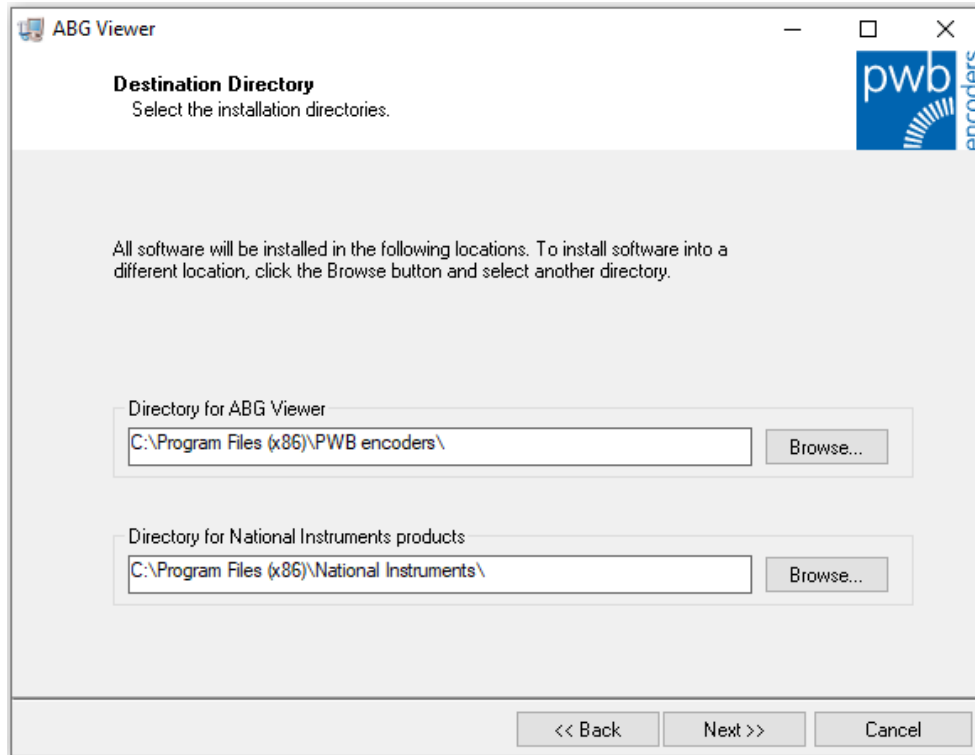 ABG Viewer
Destination Directory
Select the installation directories.
pwb
encoders
All software will be installed in the following locations. To install software into a
different location, click the Browse button and select another directory.
Directory for ABG Viewer
C:\Program Files (x86)\PWB encoders\
Browse...
Directory for National Instruments products
C:\Program Files (x86)\National Instruments\
Browse...
<< Back
Next >>
Cancel